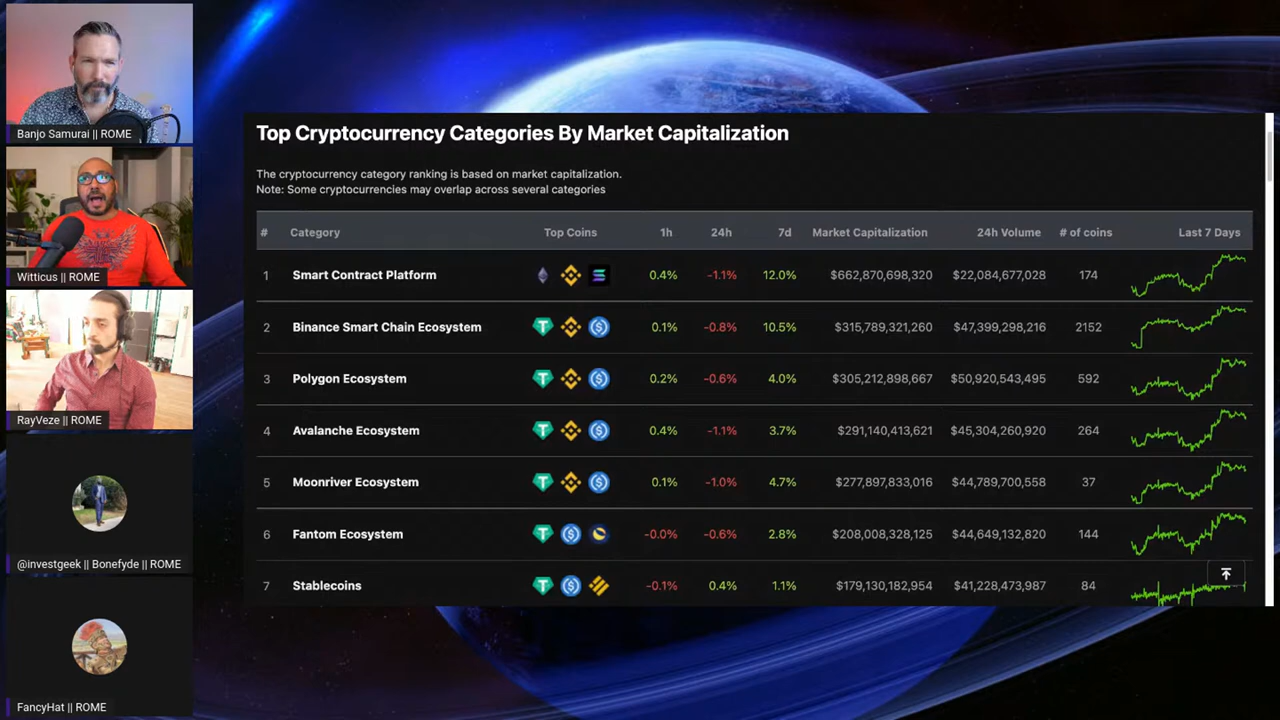 Banjo Samurai || ROME
Witticus || ROME
RayVeze || ROME
@investgeek || Bonefyde || ROME
FancyHat || ROME
Top Cryptocurrency Categories By Market Capitalization
The cryptocurrency category ranking is based on market capitalization.
Note: Some cryptocurrencies may overlap across several categories
# Category Top Coins 1h 24h 7d Market Capitalization 24h Volume # of coins Last 7 Days
1 Smart Contract Platform 0.4% -1.1% 12.0% $662,870,698,320 $22,084,677,028 174
2 Binance Smart Chain Ecosystem 0.1% -0.8% 10.5% $315,789,321,260 $47,399,298,216 2152
3 Polygon Ecosystem 0.2% -0.6% 4.0% $305,212,898,667 $50,920,543,495 592
4 Avalanche Ecosystem 0.4% -1.1% 3.7% $291,140,413,621 $45,304,260,920 264
5 Moonriver Ecosystem 0.1% -1.0% 4.7% $277,897,833,016 $44,789,700,558 37
6 Fantom Ecosystem -0.0% -0.6% 2.8% $208,008,328,125 $44,649,132,820 144
7 Stablecoins -0.1% 0.4% 1.1% $179,130,182,954 $41,228,473,987 84